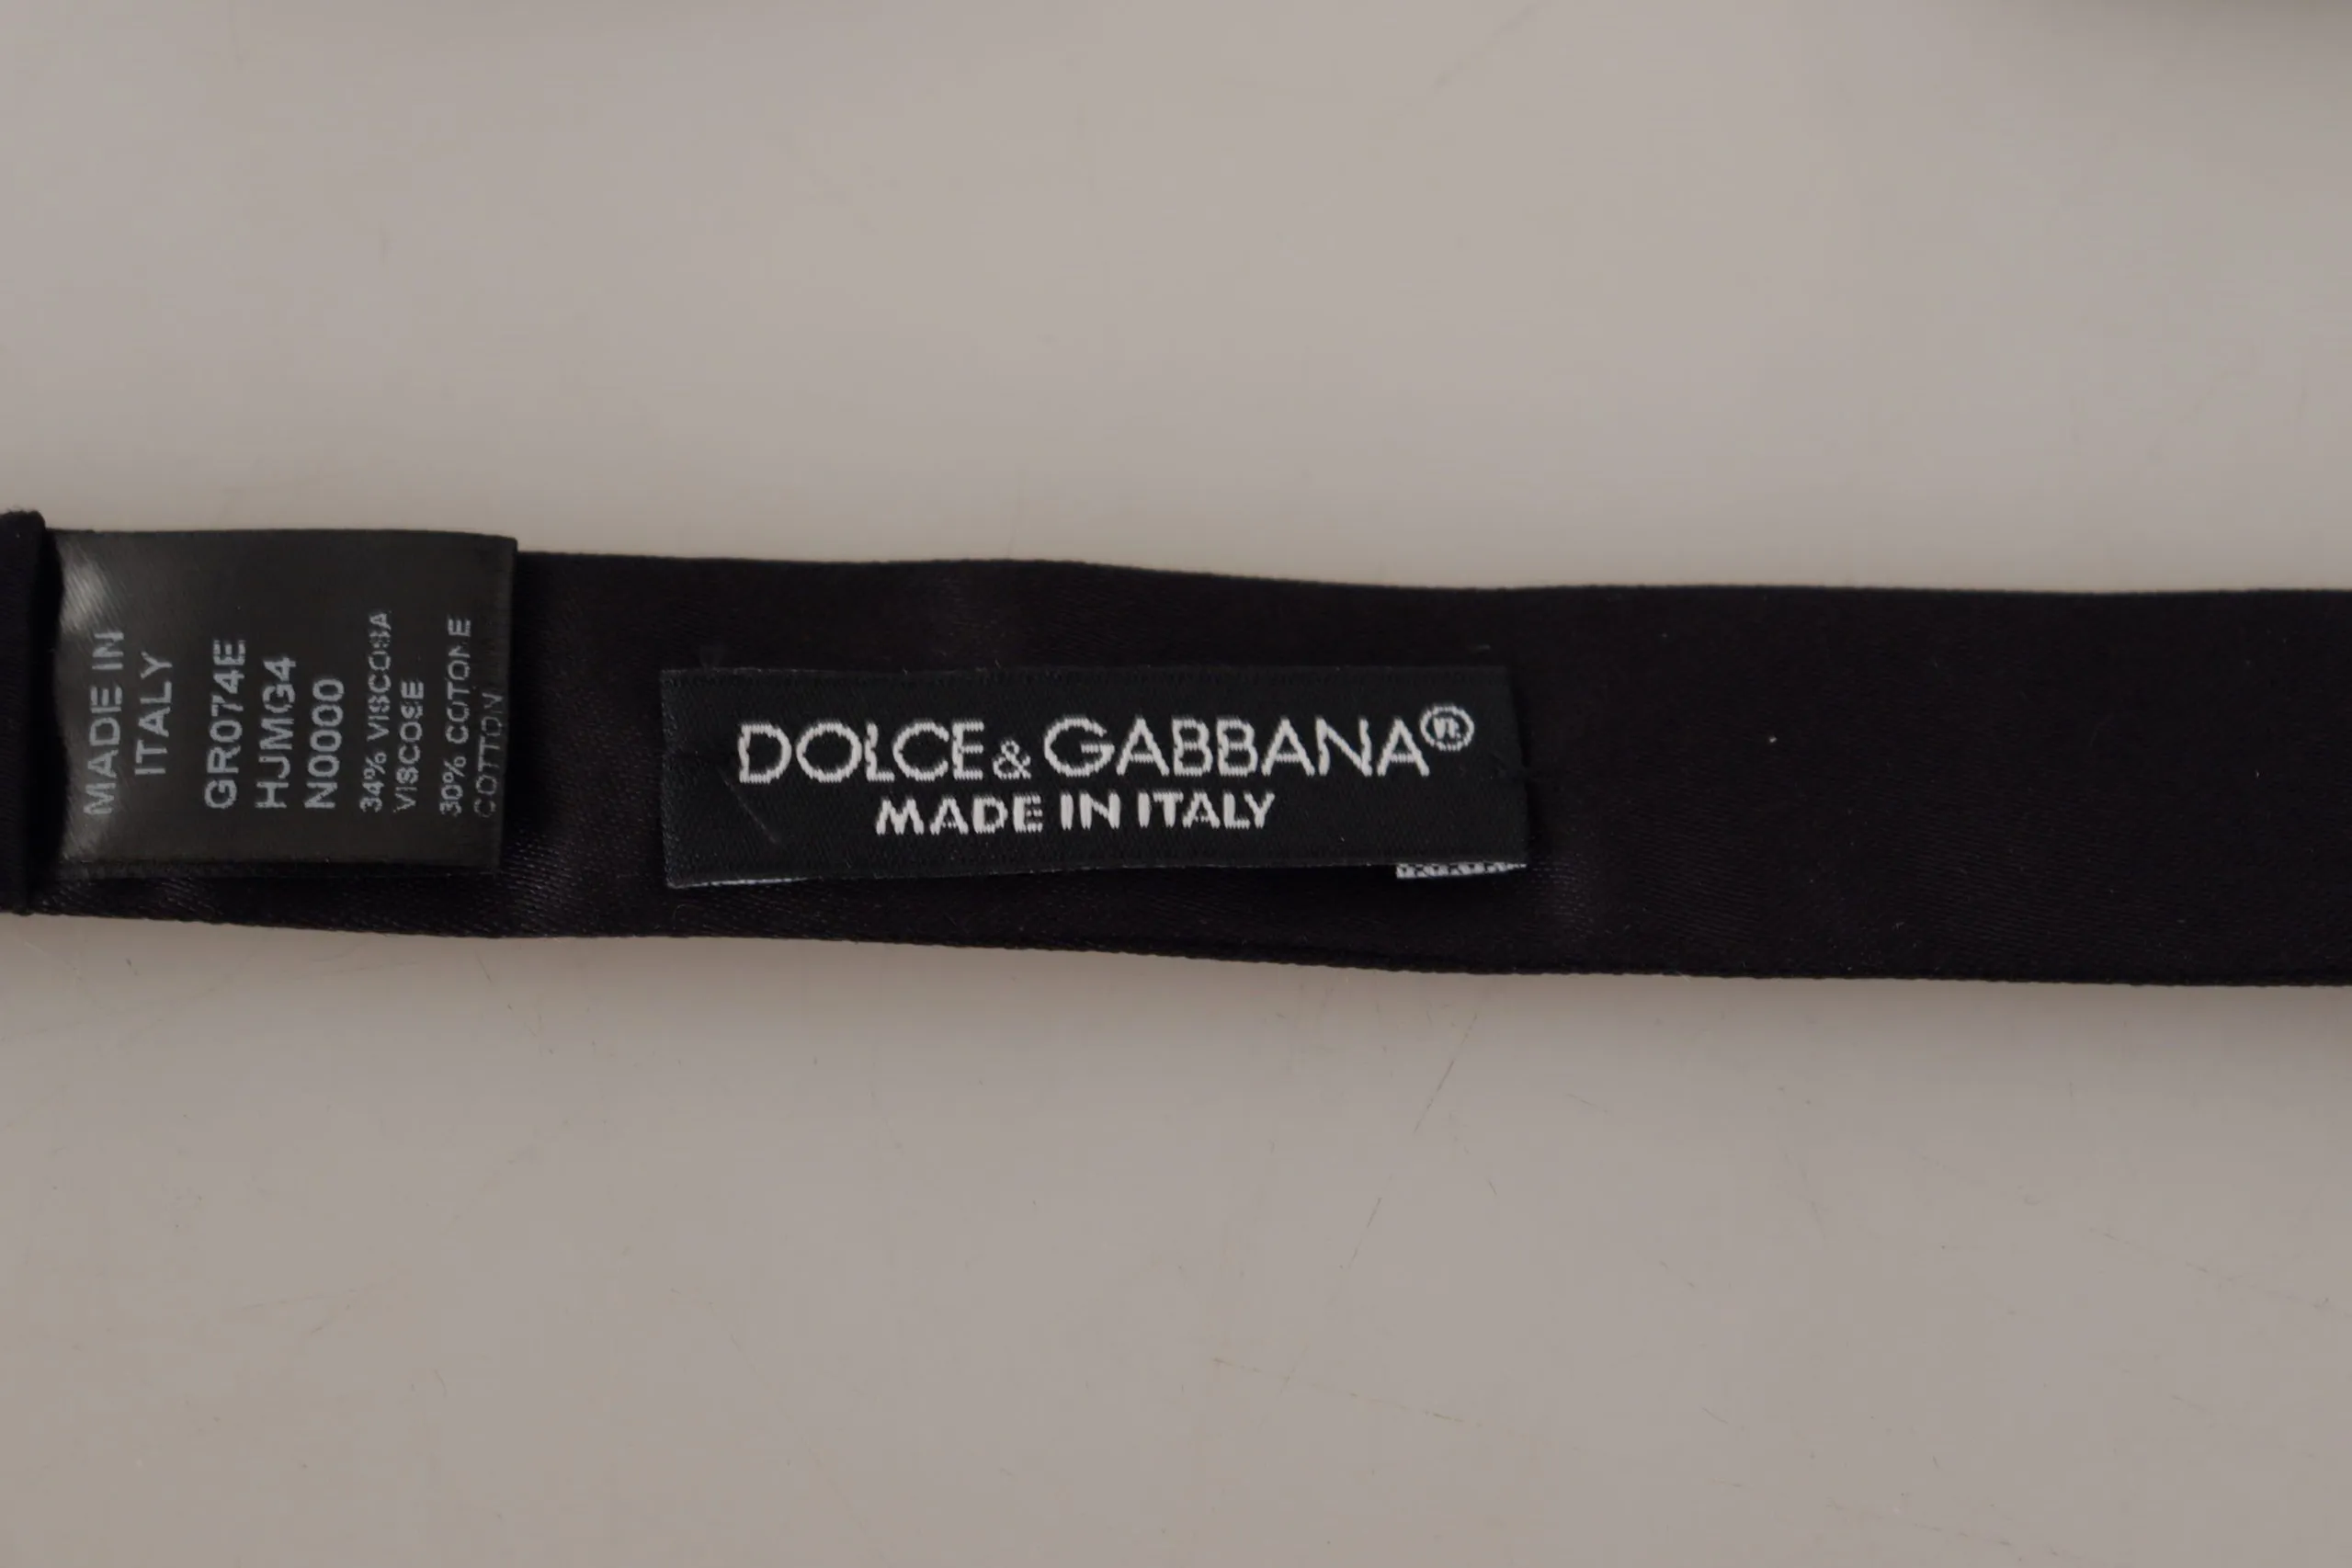 MADE IN
ITALY
GR074E
HJMG4
N0000
34% VISCOSA
VISCOSE
30% COTONE
COTTON
DOLCE & GABBANA®
MADE IN ITALY